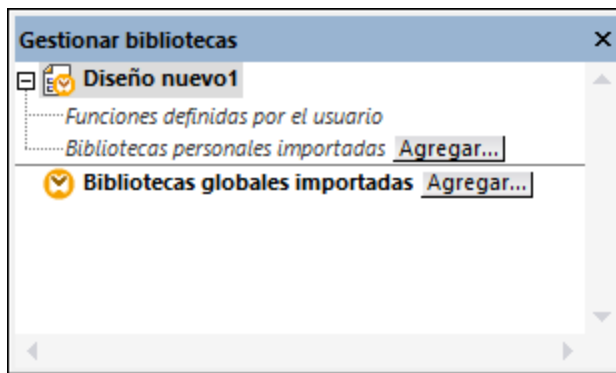 Gestionar bibliotecas
Diseño nuevo1
Funciones definidas por el usuario
Bibliotecas personales importadas Agregar...
Bibliotecas globales importadas Agregar...